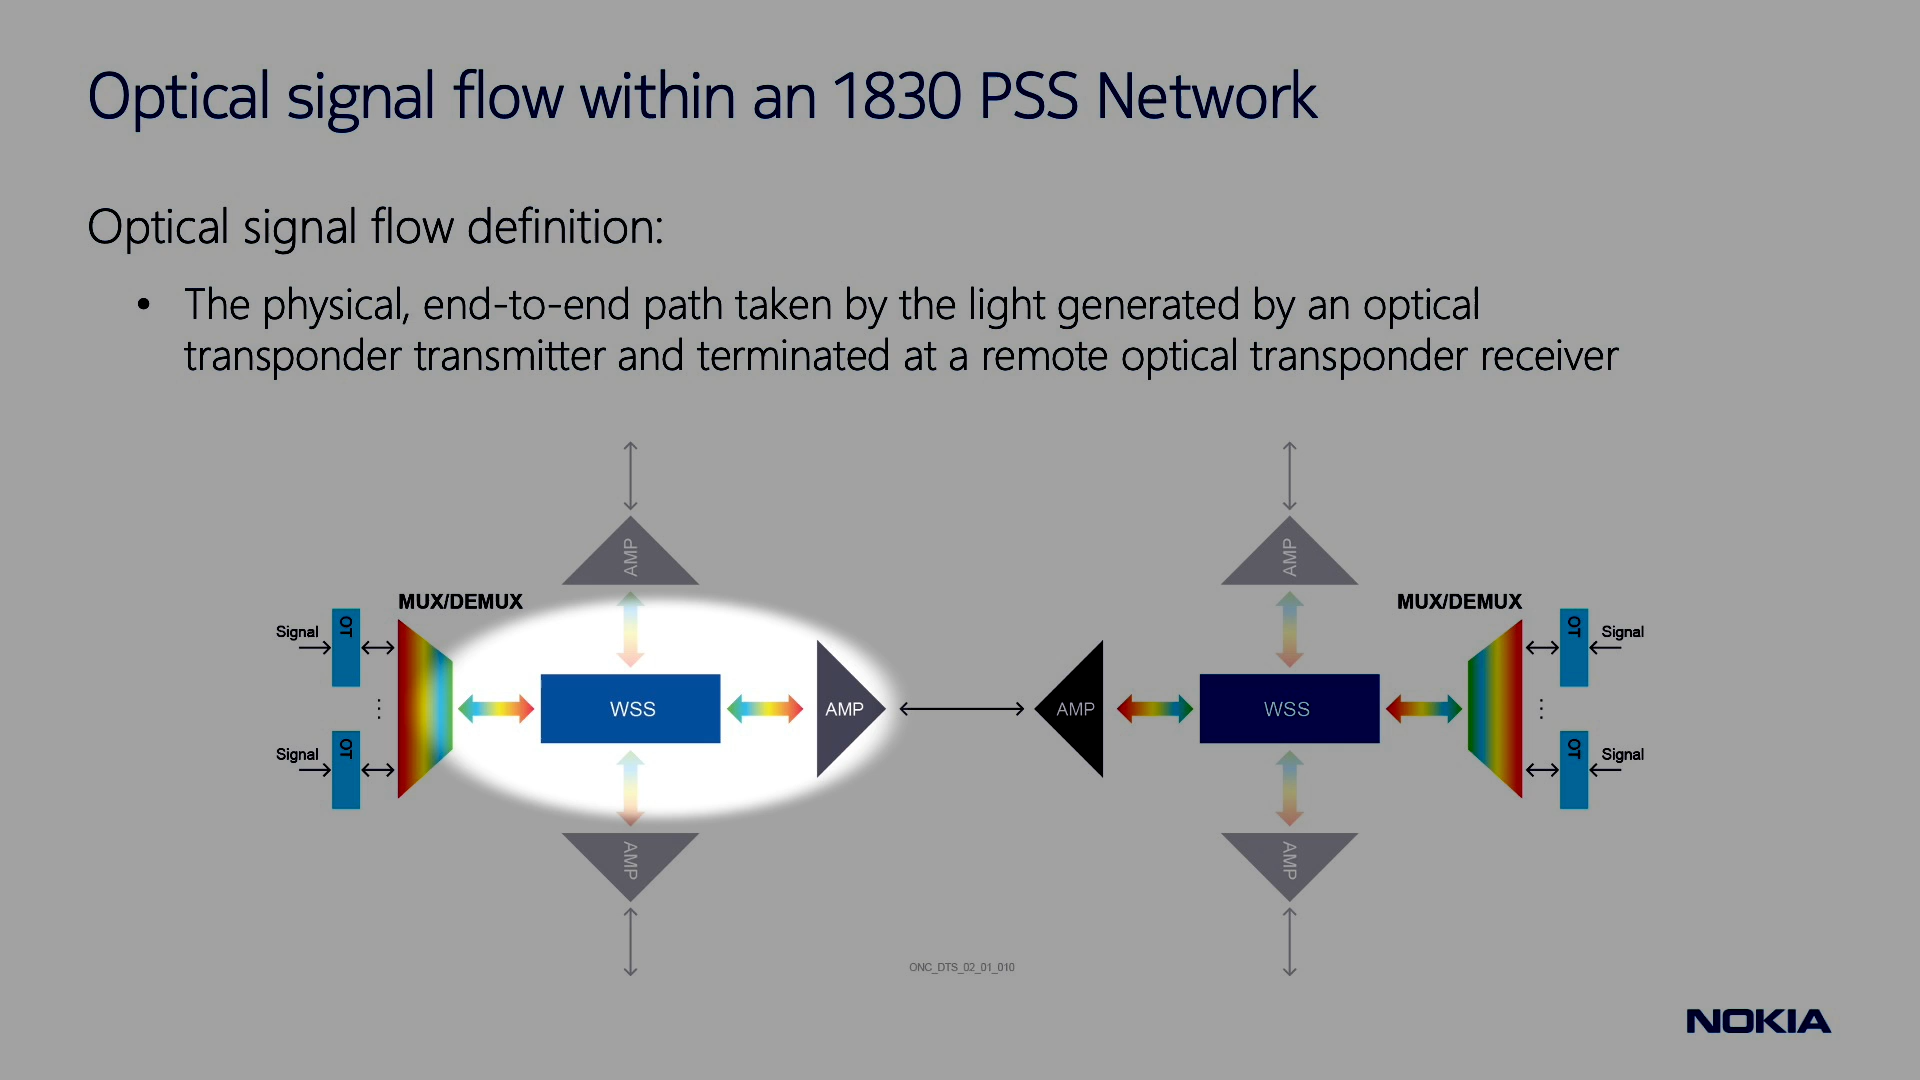 Optical signal flow within an 1830 PSS Network
Optical signal flow definition:
• The physical, end-to-end path taken by the light generated by an optical
transponder transmitter and terminated at a remote optical transponder receiver
AMP
AMP
MUX/DEMUX
MUX/DEMUX
Signal
OT
OT
Signal
WSS
AMP
AMP
WSS
Signal
OT
OT
Signal
AMP
AMP
ONC_DTS_02_01_010
NOKIA